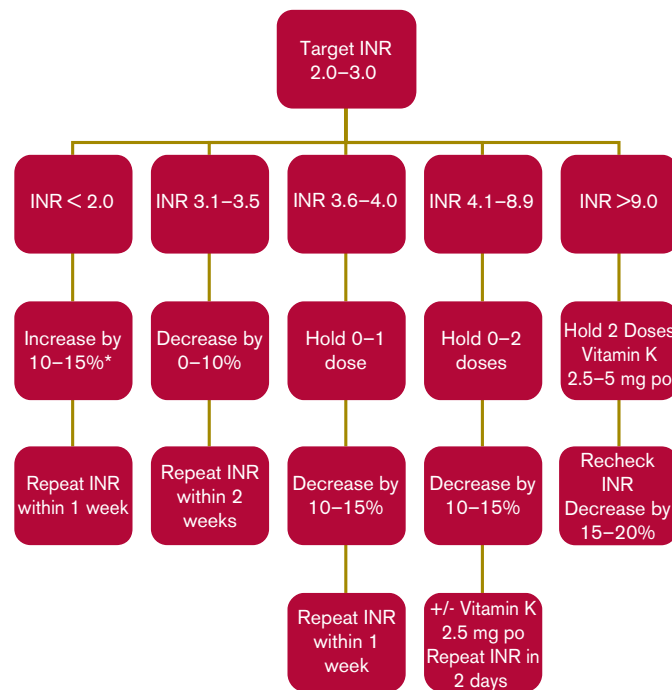 Target INR
2.0–3.0
INR < 2.0
INR 3.1–3.5
INR 3.6–4.0
INR 4.1–8.9
INR >9.0
Increase by
10–15%*
Decrease by
0–10%
Hold 0–1
dose
Hold 0–2
doses
Hold 2 Doses
Vitamin K
2.5–5 mg po
Repeat INR
within 1 week
Repeat INR
within 2
weeks
Decrease by
10–15%
Decrease by
10–15%
Recheck
INR
Decrease by
15–20%
Repeat INR
within 1
week
+/- Vitamin K
2.5 mg po
Repeat INR in
2 days